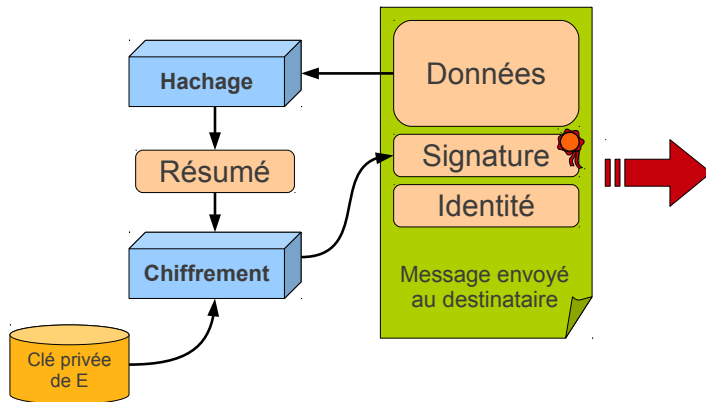 Hachage
Données
Résumé
Signature
Identité
Chiffrement
Message envoyé
au destinataire
Clé privée
de E